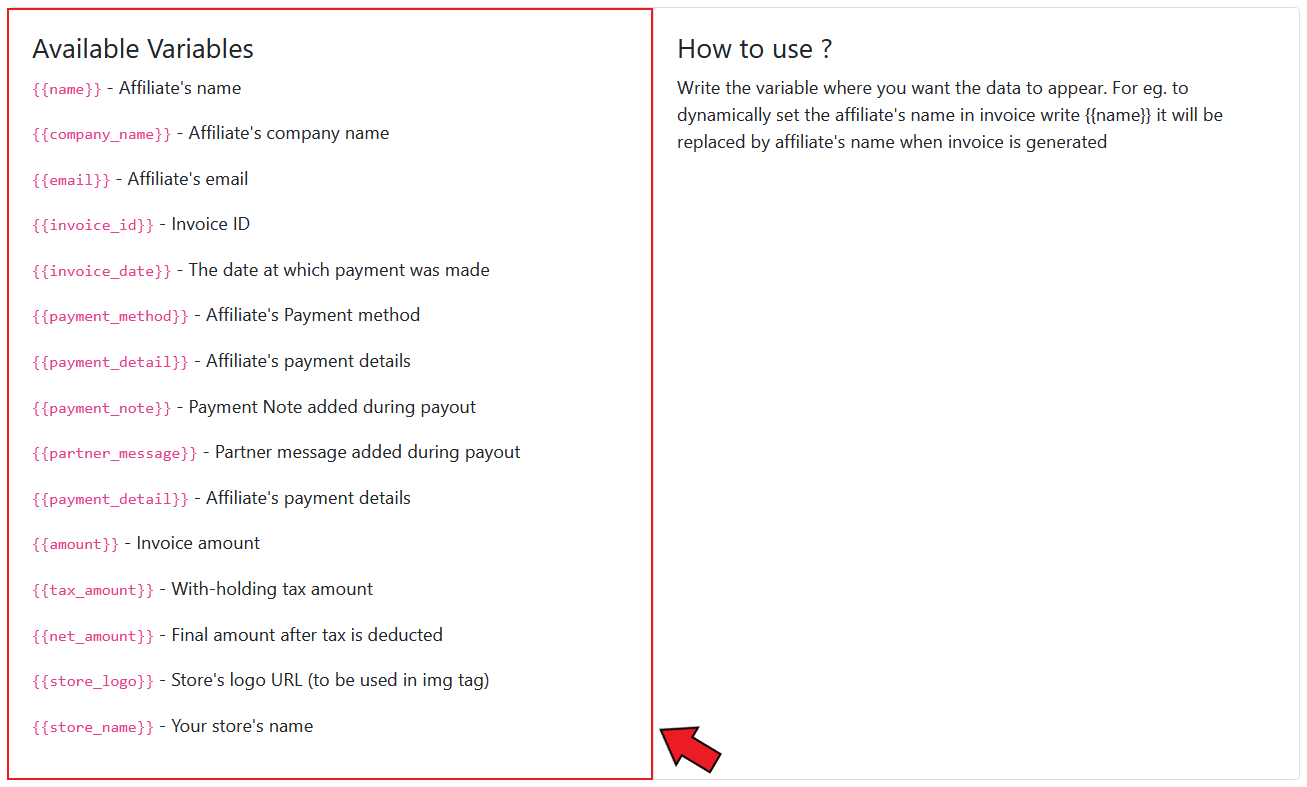 Available Variables
{{name}} - Affiliate's name
{{company_name}} - Affiliate's company name
{{email}} - Affiliate's email
{{invoice_id}} - Invoice ID
{{invoice_date}} - The date at which payment was made
{{payment_method}} - Affiliate's Payment method
{{payment_detail}} - Affiliate's payment details
{{payment_note}} - Payment Note added during payout
{{partner_message}} - Partner message added during payout
{{payment_detail}} - Affiliate's payment details
{{amount}} - Invoice amount
{{tax_amount}} - With-holding tax amount
{{net_amount}} - Final amount after tax is deducted
{{store_logo}} - Store's logo URL (to be used in img tag)
{{store_name}} - Your store's name
How to use ?
Write the variable where you want the data to appear. For eg. to
dynamically set the affiliate's name in invoice write {{name}} it will be
replaced by affiliate's name when invoice is generated